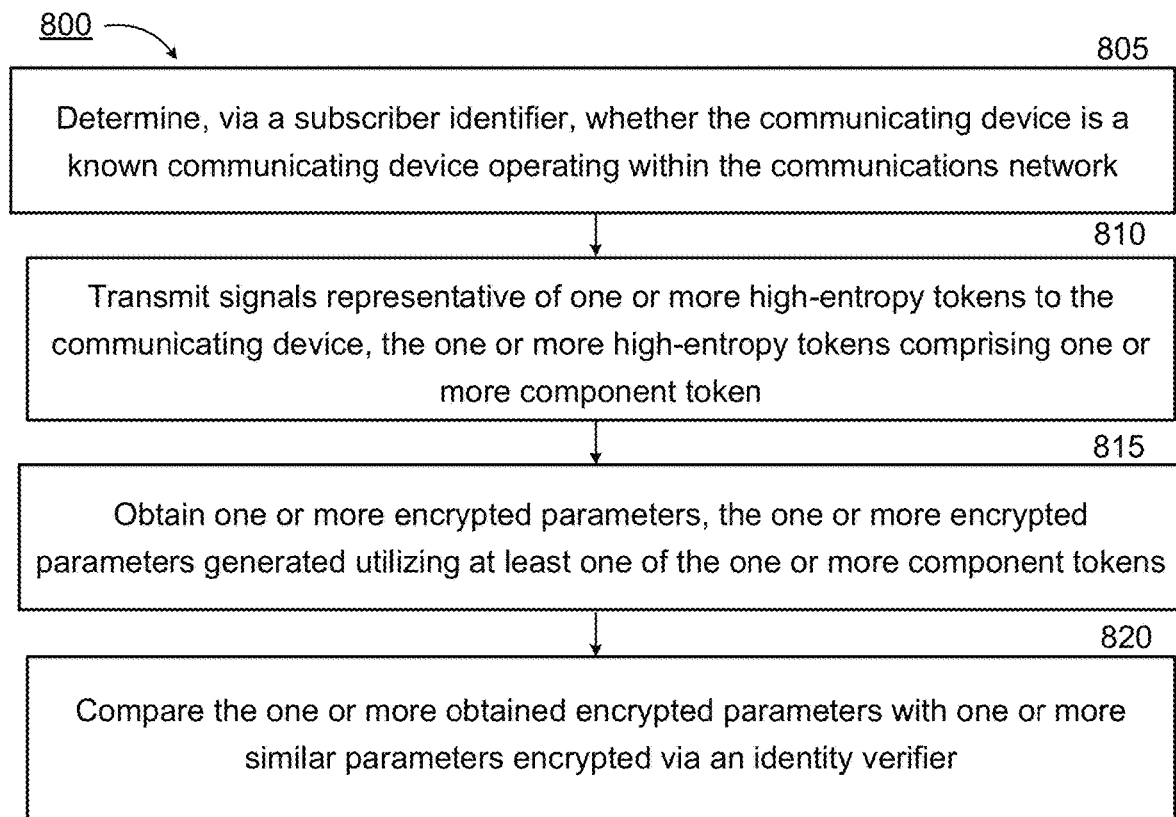 800
805
Determine, via a subscriber identifier, whether the communicating device is a
known communicating device operating within the communications network
810
Transmit signals representative of one or more high-entropy tokens to the
communicating device, the one or more high-entropy tokens comprising one or
more component token
815
Obtain one or more encrypted parameters, the one or more encrypted
parameters generated utilizing at least one of the one or more component tokens
820
Compare the one or more obtained encrypted parameters with one or more
similar parameters encrypted via an identity verifier